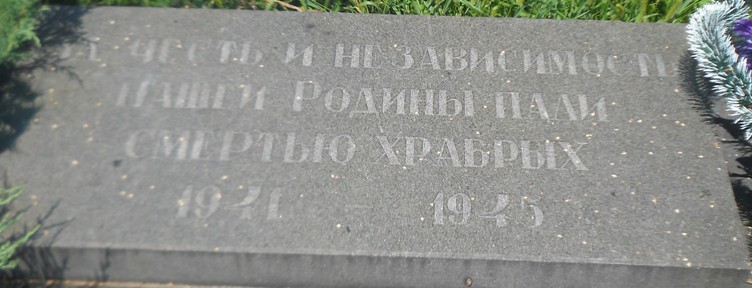 ЧЕСТЬ И НЕЗАВИСИМОСТЬ
НАШЕЙ РОДИНЫ ПАЛИ
СМЕРТЬЮ ХРАБРЫХ
1941 - 1945